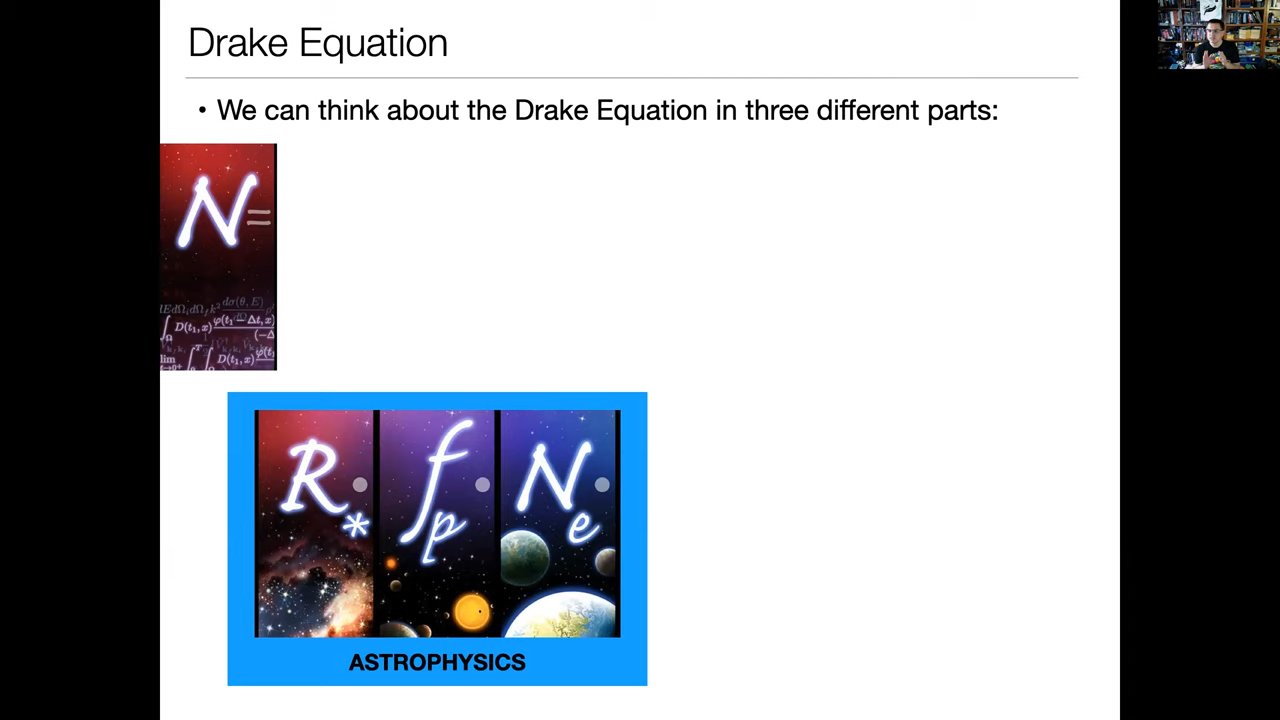 Drake Equation
• We can think about the Drake Equation in three different parts:
N=
R* • fp • Ne •
ASTROPHYSICS